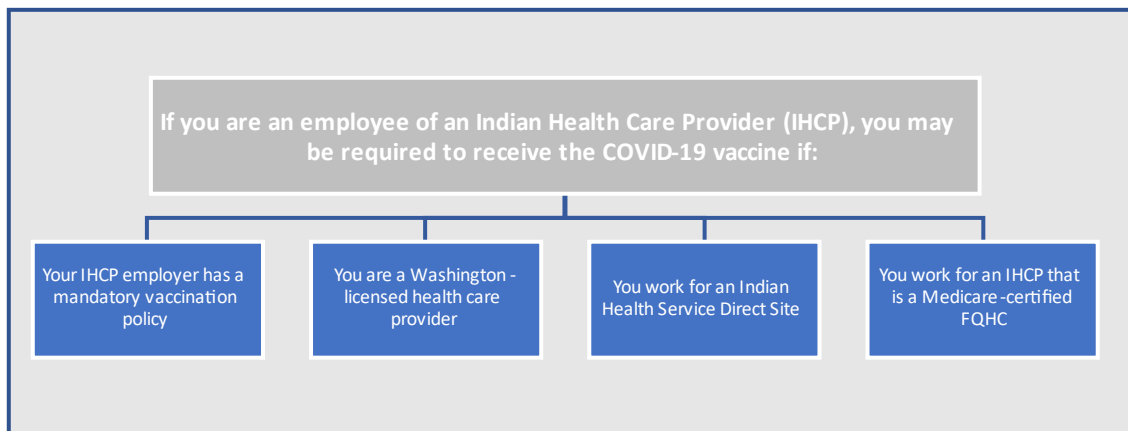 If you are an employee of an Indian Health Care Provider (IHCP), you may
be required to receive the COVID-19 vaccine if:
Your IHCP employer has a
mandatory vaccination
policy
You are a Washington-
licensed health care
provider
You work for an Indian
Health Service Direct Site
You work for an IHCP that
is a Medicare-certified
FQHC